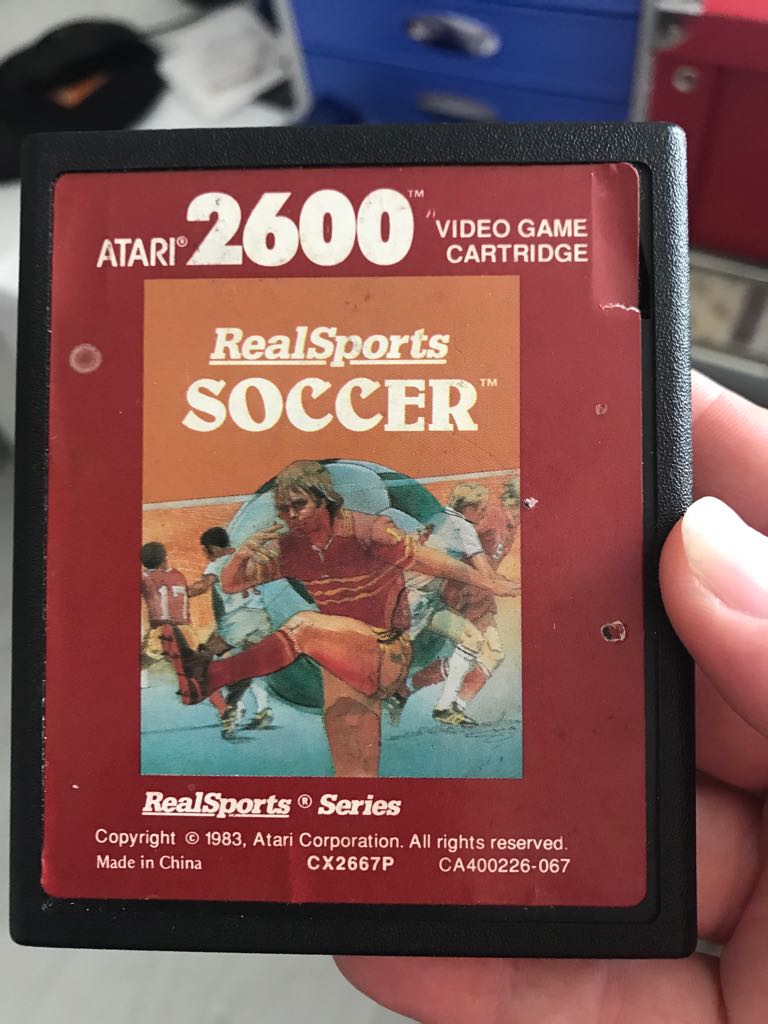 ATARI® 2600™ VIDEO GAME
CARTRIDGE
RealSports
SOCCER™
17
RealSports ® Series
Copyright © 1983, Atari Corporation. All rights reserved.
Made in China CX2667P CA400226-067